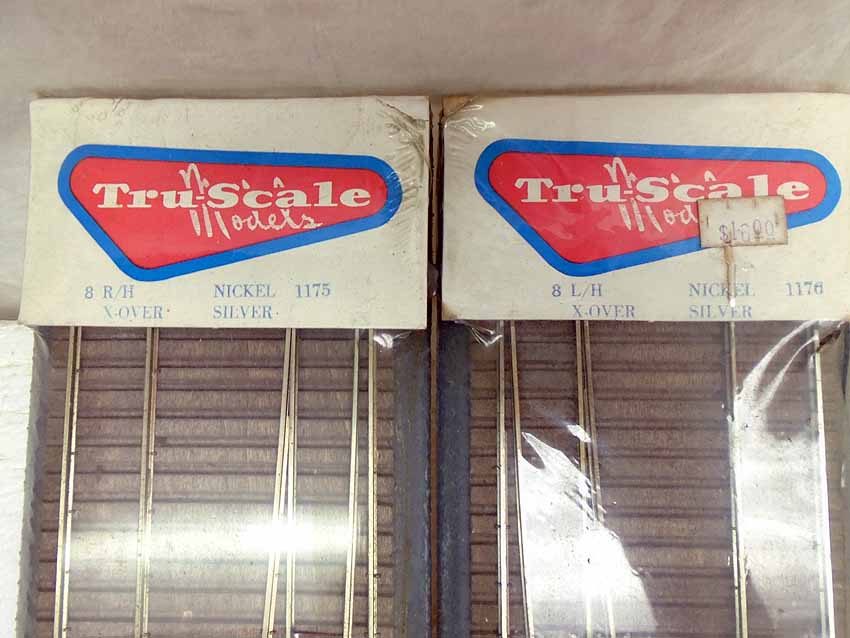 Tru-Scale
Models
8 R/H NICKEL 1175
X-OVER SILVER
Tru-Scale
$16.00
8 L/H NICKEL 1176
X-OVER SILVER